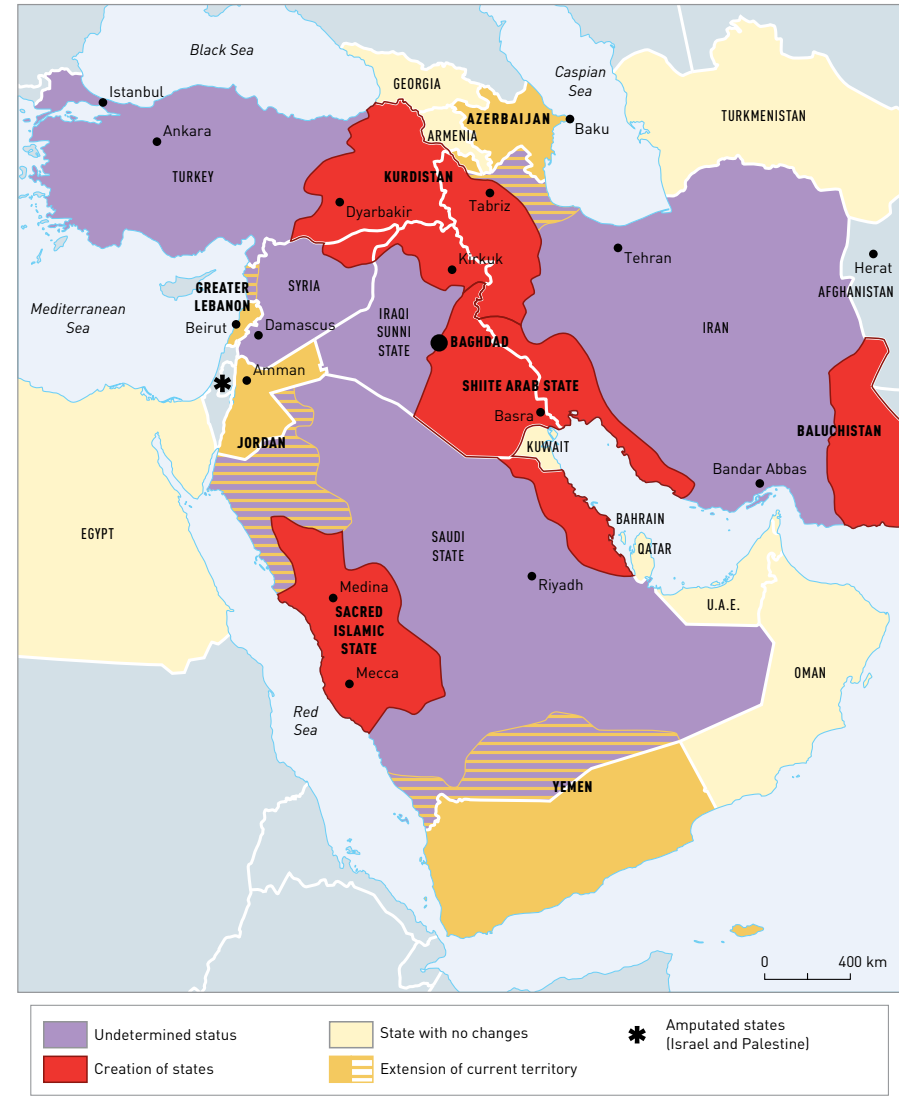 Black Sea
Caspian
Sea
GEORGIA
Istanbul
AZERBAIJAN
Baku
TURKMENISTAN
Ankara
ARMENIA
TURKEY
KURDISTAN
Dyarbakir
Tabriz
Tehran
Herat
Kirkuk
AFGHANISTAN
GREATER
LEBANON
SYRIA
Mediterranean
Sea
Beirut
Damascus
IRAQI
SUNNI
STATE
IRAN
BAGHDAD
Amman
SHIITE ARAB STATE
Basra
JORDAN
KUWAIT
BALUCHISTAN
Bandar Abbas
EGYPT
SAUDI
STATE
BAHRAIN
QATAR
Medina
Riyadh
SACRED
ISLAMIC
STATE
U.A.E.
Mecca
OMAN
Red
Sea
YEMEN
0 400 km
Undetermined status
Creation of states
State with no changes
Extension of current territory
Amputated states
(Israel and Palestine)